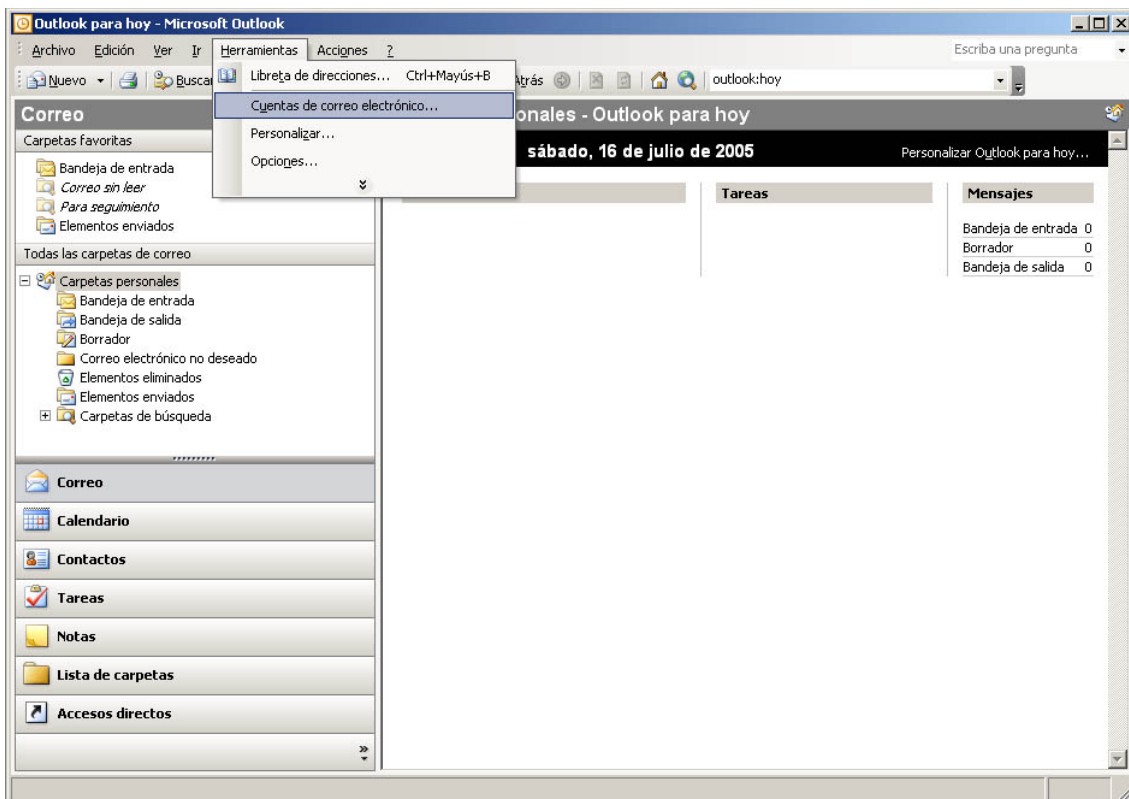 Outlook para hoy - Microsoft Outlook
Archivo Edición Ver Ir Herramientas Acciones ? Escriba una pregunta
Nuevo Buscar Atrás outlook:hoy
Libreta de direcciones... Ctrl+Mayús+B
Cuentas de correo electrónico...
Personalizar...
Opciones...
Correo
onales - Outlook para hoy
Carpetas favoritas
Bandeja de entrada
Correo sin leer
Para seguimiento
Elementos enviados
Todas las carpetas de correo
Carpetas personales
Bandeja de entrada
Bandeja de salida
Borrador
Correo electrónico no deseado
Elementos eliminados
Elementos enviados
Carpetas de búsqueda
Correo
Calendario
Contactos
Tareas
Notas
Lista de carpetas
Accesos directos
sábado, 16 de julio de 2005 Personalizar Outlook para hoy...
Tareas
Mensajes
Bandeja de entrada 0
Borrador 0
Bandeja de salida 0